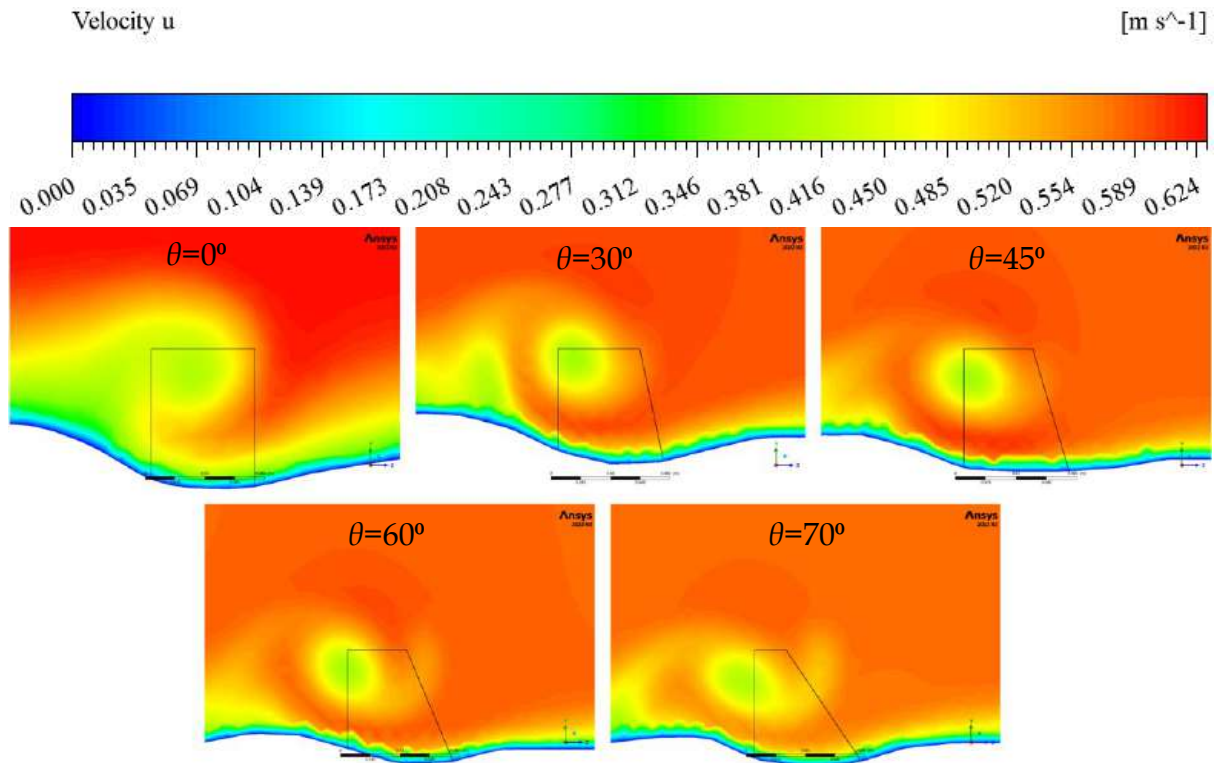 Velocity u [m s^-1]
0.000 0.035 0.069 0.104 0.139 0.173 0.208 0.243 0.277 0.312 0.346 0.381 0.416 0.450 0.485 0.520 0.554 0.589 0.624
θ=0º Ansys
θ=30º Ansys
θ=45º Ansys
θ=60º Ansys
θ=70º Ansys